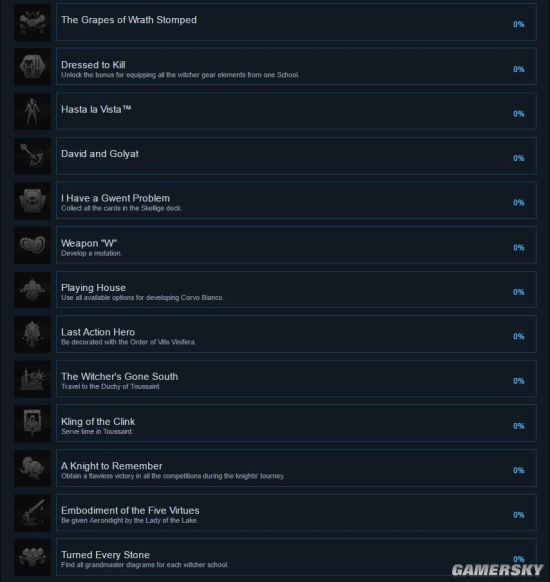 The Grapes of Wrath Stomped
0%
Dressed to Kill
Unlock the bonus for equipping all the witcher gear elements from one School.
0%
Hasta la Vista™
0%
David and Golyat
0%
I Have a Gwent Problem
Collect all the cards in the Skellige deck.
0%
Weapon "W"
Develop a mutation.
0%
Playing House
Use all available options for developing Corvo Bianco.
0%
Last Action Hero
Be decorated with the Order of Vitis Vinifera.
0%
The Witcher's Gone South
Travel to the Duchy of Toussaint.
0%
Kling of the Clink
Serve time in Toussaint.
0%
A Knight to Remember
Obtain a flawless victory in all the competitions during the knights' tourney.
0%
Embodiment of the Five Virtues
Be given Aerondight by the Lady of the Lake.
0%
Turned Every Stone
Find all grandmaster diagrams for each witcher school.
0%
GAMERSKY